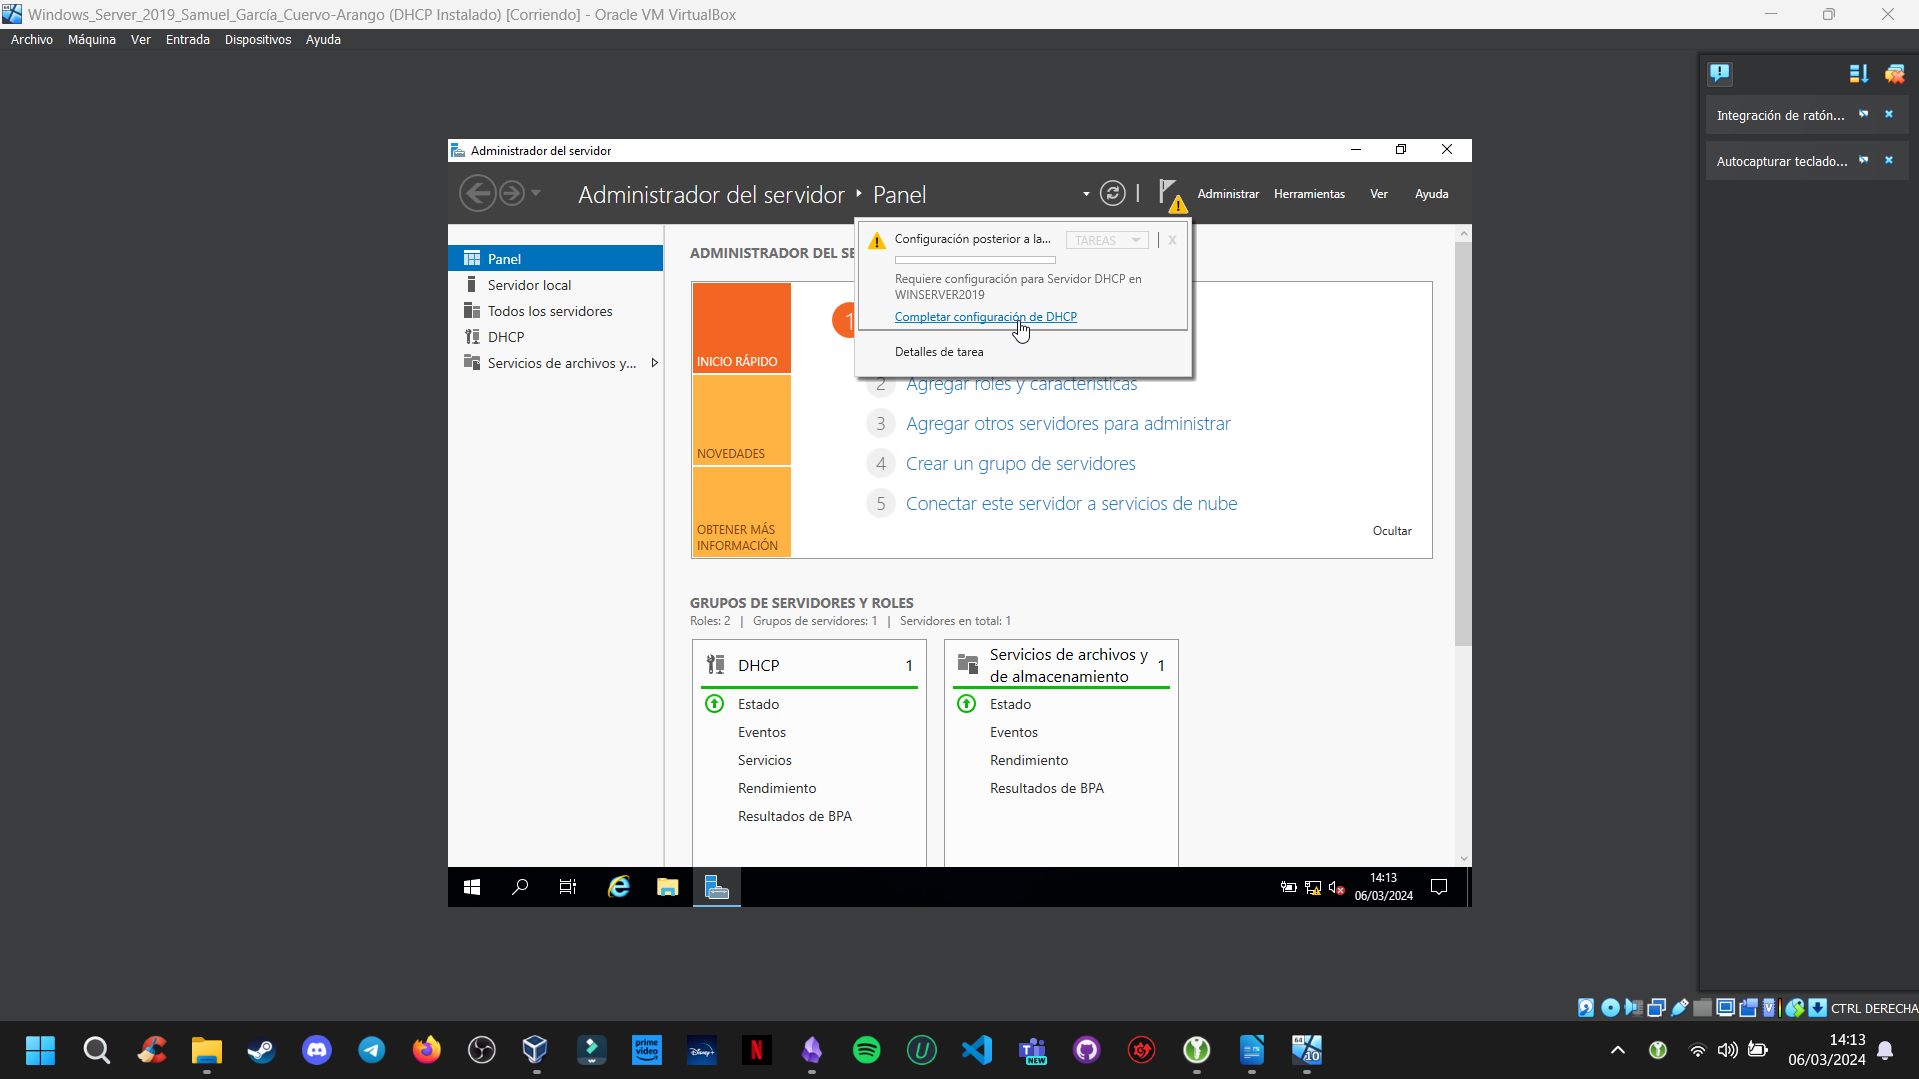 Windows_Server_2019_Samuel_García_Cuervo-Arango (DHCP Instalado) [Corriendo] - Oracle VM VirtualBox
Archivo Máquina Ver Entrada Dispositivos Ayuda
Integración de ratón...
Autocapturar teclado...
Administrador del servidor
Administrador del servidor Panel
Administrar Herramientas Ver Ayuda
Panel
Servidor local
Todos los servidores
DHCP
Servicios de archivos y...
ADMINISTRADOR DEL SE
Configuración posterior a la...
TAREAS
X
Requiere configuración para Servidor DHCP en
WINSERVER2019
Completar configuración de DHCP
Detalles de tarea
INICIO RÁPIDO
NOVEDADES
OBTENER MÁS
INFORMACIÓN
1
2 Agregar roles y características
3 Agregar otros servidores para administrar
4 Crear un grupo de servidores
5 Conectar este servidor a servicios de nube
Ocultar
GRUPOS DE SERVIDORES Y ROLES
Roles: 2 | Grupos de servidores: 1 | Servidores en total: 1
DHCP 1
Estado
Eventos
Servicios
Rendimiento
Resultados de BPA
Servicios de archivos y
de almacenamiento 1
Estado
Eventos
Rendimiento
Resultados de BPA
14:13
06/03/2024
CTRL DERECHA
prime
video
Disney+
N
U
NEW
64
10
14:13
06/03/2024